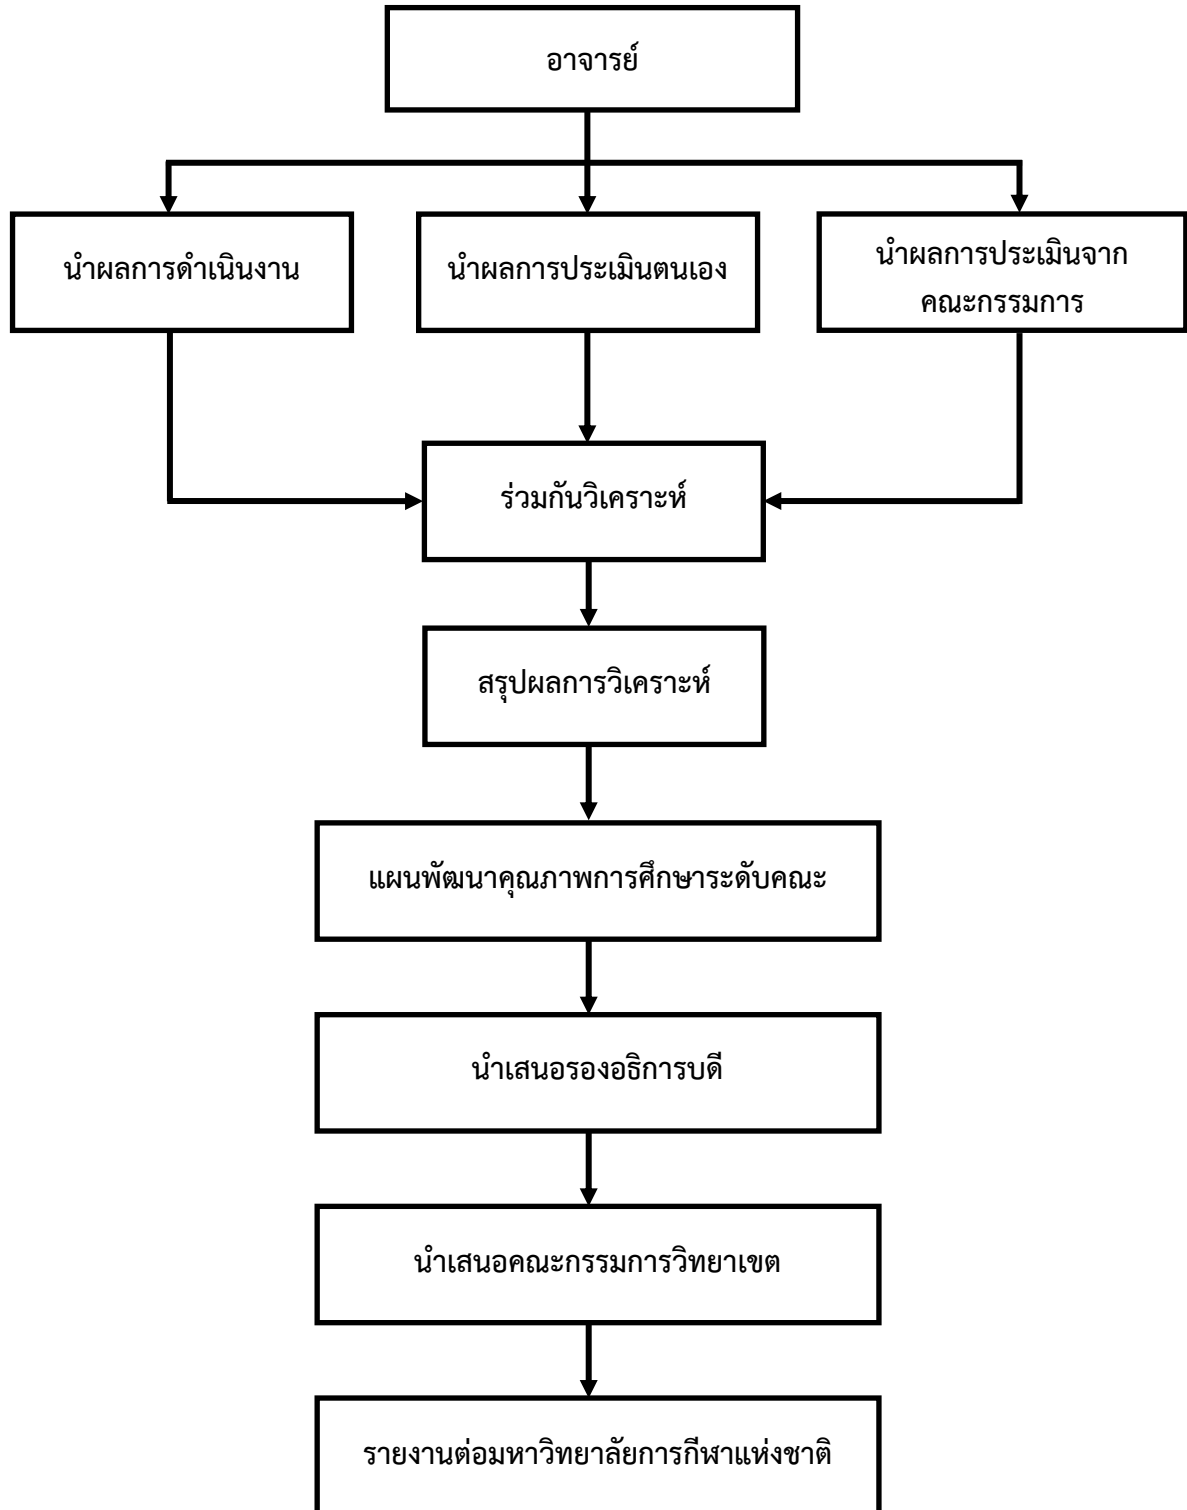 อาจารย์
นำผลการดำเนินงาน
นำผลการประเมินตนเอง
นำผลการประเมินจาก
คณะกรรมการ
ร่วมกันวิเคราะห์
สรุปผลการวิเคราะห์
แผนพัฒนาคุณภาพการศึกษาระดับคณะ
นำเสนอรองอธิการบดี
นำเสนอคณะกรรมการวิทยาเขต
รายงานต่อมหาวิทยาลัยการกีฬาแห่งชาติ